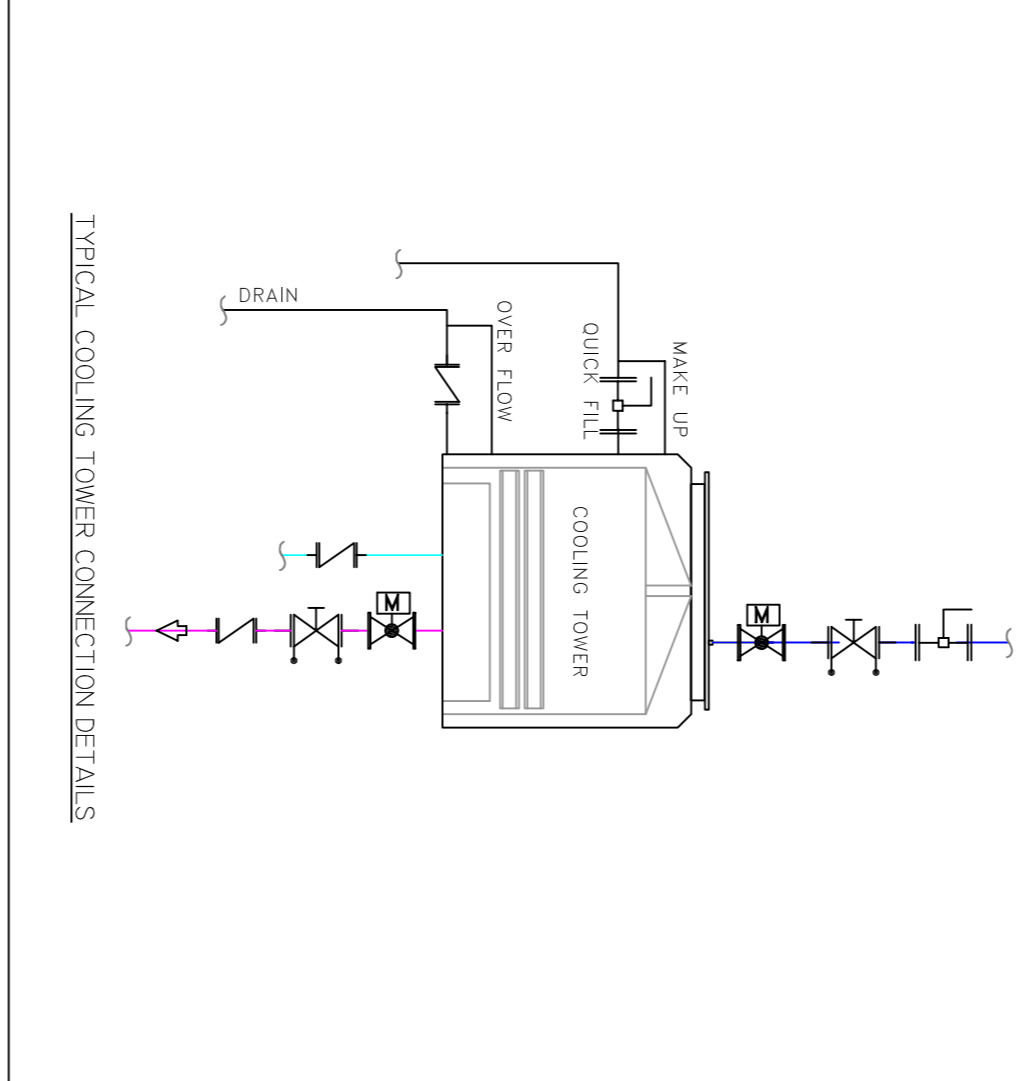 MAKE UP
QUICK FILL
OVER FLOW
DRAIN
COOLING TOWER
M
M
TYPICAL COOLING TOWER CONNECTION DETAILS